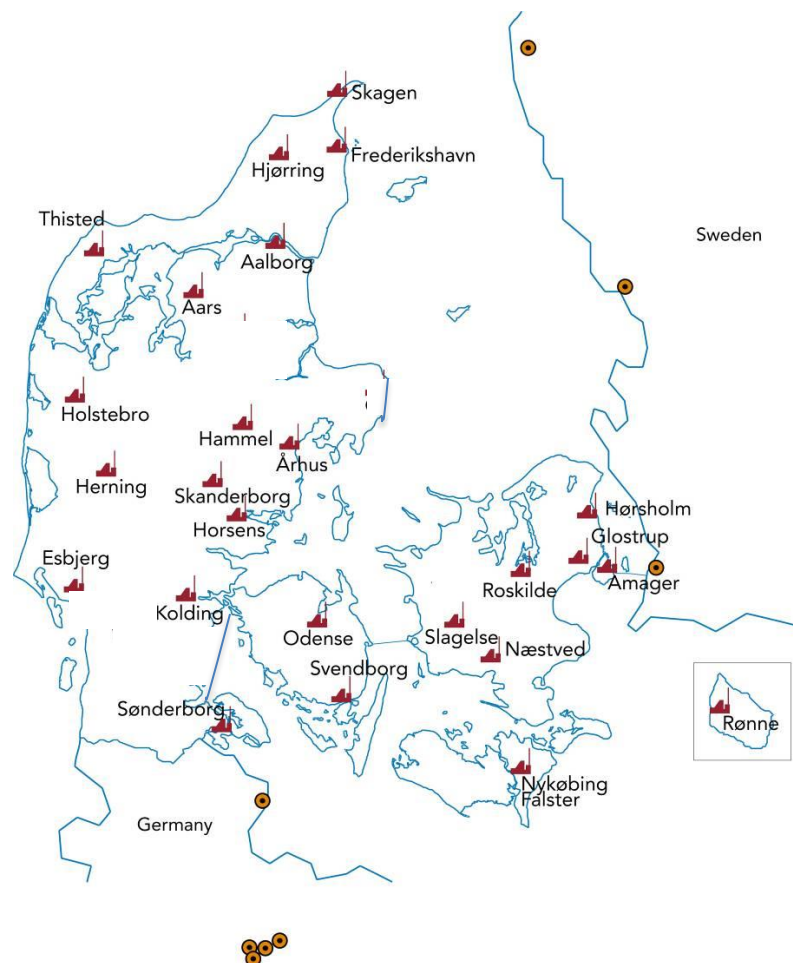 Skagen
Frederikshavn
Hjørring
Thisted
Sweden
Aalborg
Aars
Holstebro
Hammel
Århus
Herning
Skanderborg
Horsens
Hørsholm
Glostrup
Esbjerg
Amager
Roskilde
Kolding
Odense
Slagelse
Næstved
Svendborg
Sønderborg
Rønne
Nykøbing
Falster
Germany